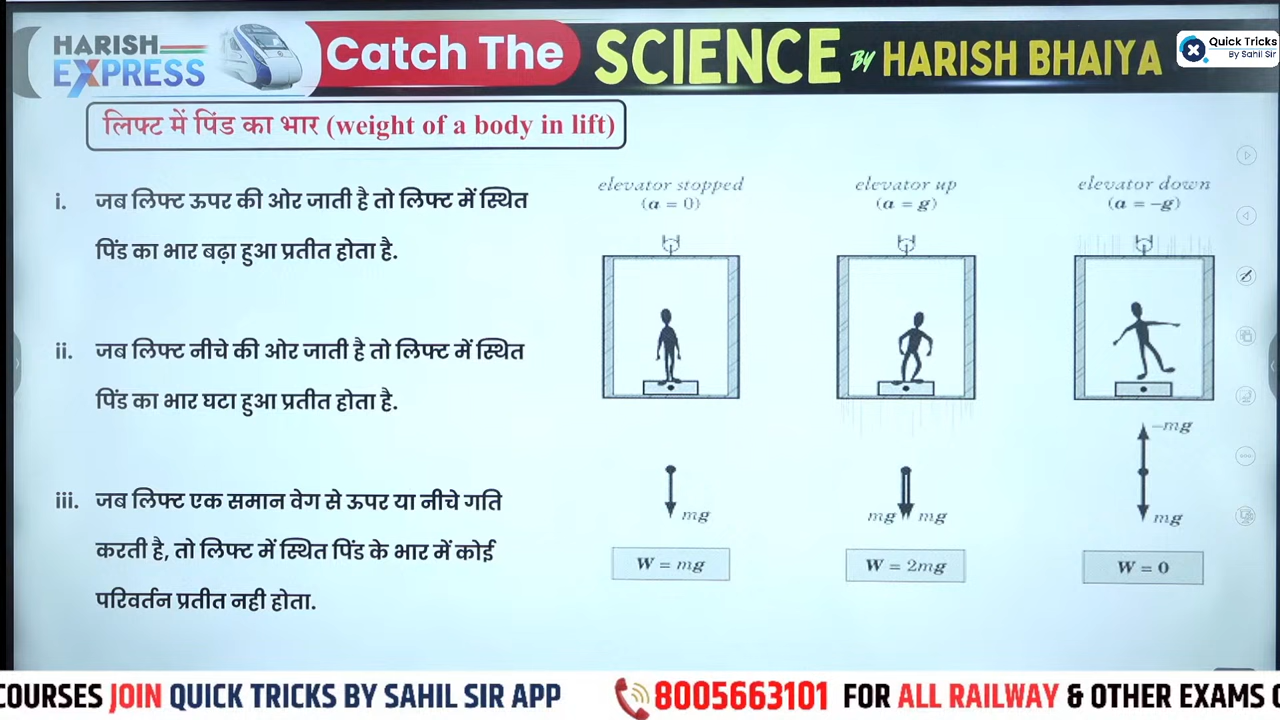 HARISH
EXPRESS
Catch The SCIENCE BY HARISH BHAIYA
Quick Tricks
By Sahil Sir
लिफ्ट में पिंड का भार (weight of a body in lift)
i. जब लिफ्ट ऊपर की ओर जाती है तो लिफ्ट में स्थित
पिंड का भार बढ़ा हुआ प्रतीत होता है.
ii. जब लिफ्ट नीचे की ओर जाती है तो लिफ्ट में स्थित
पिंड का भार घटा हुआ प्रतीत होता है.
iii. जब लिफ्ट एक समान वेग से ऊपर या नीचे गति
करती है, तो लिफ्ट में स्थित पिंड के भार में कोई
परिवर्तन प्रतीत नही होता.
elevator stopped
(a = 0)
mg
W = mg
elevator up
(a = g)
mg mg
W = 2mg
elevator down
(a = -g)
-mg
mg
W = 0
COURSES JOIN QUICK TRICKS BY SAHIL SIR APP 8005663101 FOR ALL RAILWAY & OTHER EXAMS